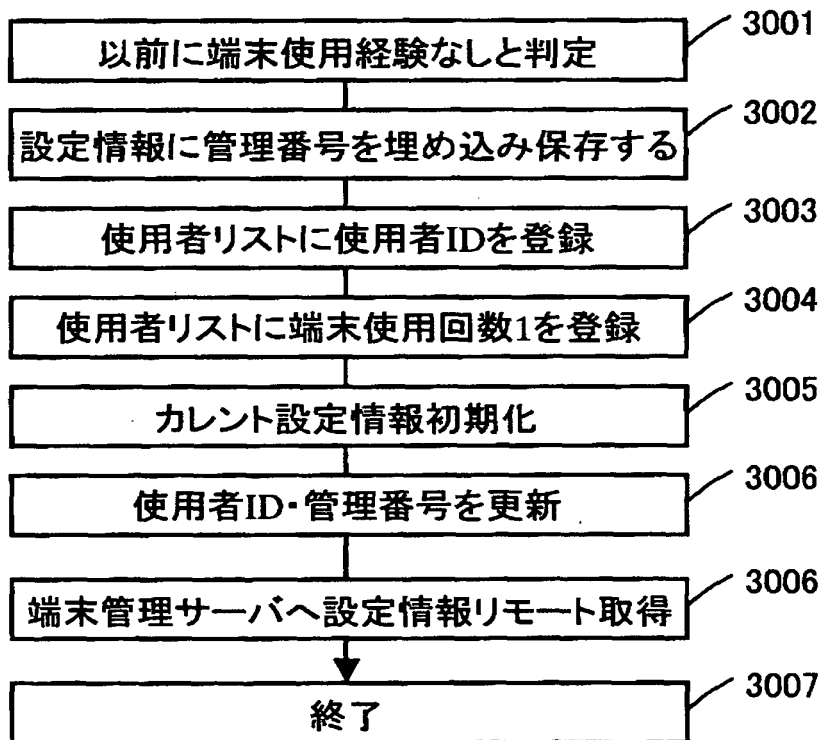 以前に端末使用経験なしと判定 3001
設定情報に管理番号を埋め込み保存する 3002
使用者リストに使用者IDを登録 3003
使用者リストに端末使用回数1を登録 3004
カレント設定情報初期化 3005
使用者ID・管理番号を更新 3006
端末管理サーバへ設定情報リモート取得 3006
終了 3007